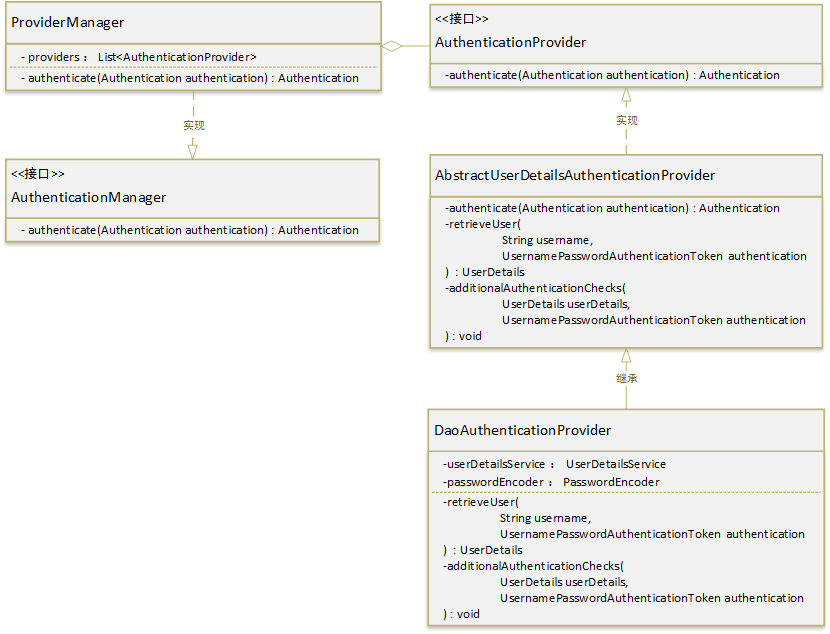 ProviderManager
- providers： List<AuthenticationProvider>
- authenticate(Authentication authentication) : Authentication
实现
<<接口>>
AuthenticationManager
- authenticate(Authentication authentication) : Authentication
<<接口>>
AuthenticationProvider
-authenticate(Authentication authentication) : Authentication
实现
AbstractUserDetailsAuthenticationProvider
-authenticate(Authentication authentication) : Authentication
-retrieveUser(
String username,
UsernamePasswordAuthenticationToken authentication
) : UserDetails
-additionalAuthenticationChecks(
UserDetails userDetails,
UsernamePasswordAuthenticationToken authentication
) : void
继承
DaoAuthenticationProvider
-userDetailsService： UserDetailsService
-passwordEncoder： PasswordEncoder
-retrieveUser(
String username,
UsernamePasswordAuthenticationToken authentication
) : UserDetails
-additionalAuthenticationChecks(
UserDetails userDetails,
UsernamePasswordAuthenticationToken authentication
) : void